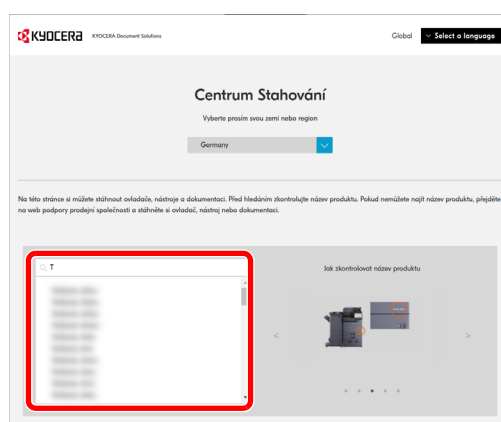 KYOCERA
KYOCERA Document Solutions
Global
Select a language
Centrum Stahování
Vyberte prosím svou zemi nebo region
Germany
Na této stránce si můžete stáhnout ovladače, nástroje a dokumentaci. Před hledáním zkontrolujte název produktu. Pokud nemůžete najít název produktu, přejděte
na web podpory prodejní společnosti a stáhněte si ovladač, nástroj nebo dokumentaci.
T
Jak zkontrolovat název produktu